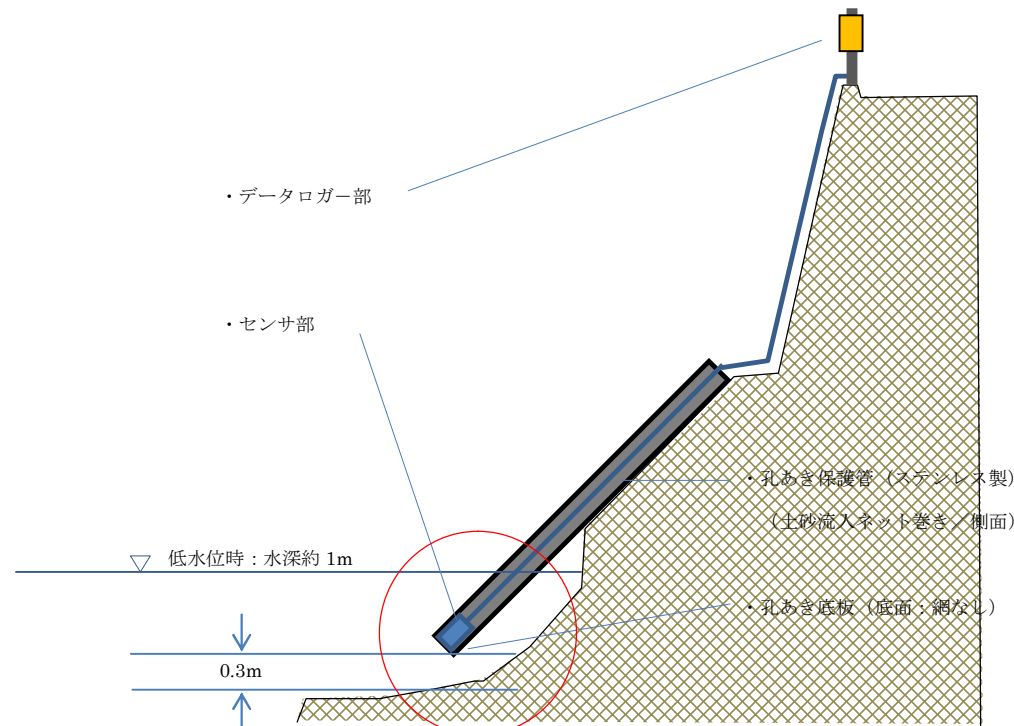 ・データロガー部
・センサ部
・孔あき保護管（ステンレス製）
（土砂流入ネット巻き／側面）
低水位時：水深約 1m
・孔あき底板（底面：網なし）
0.3m